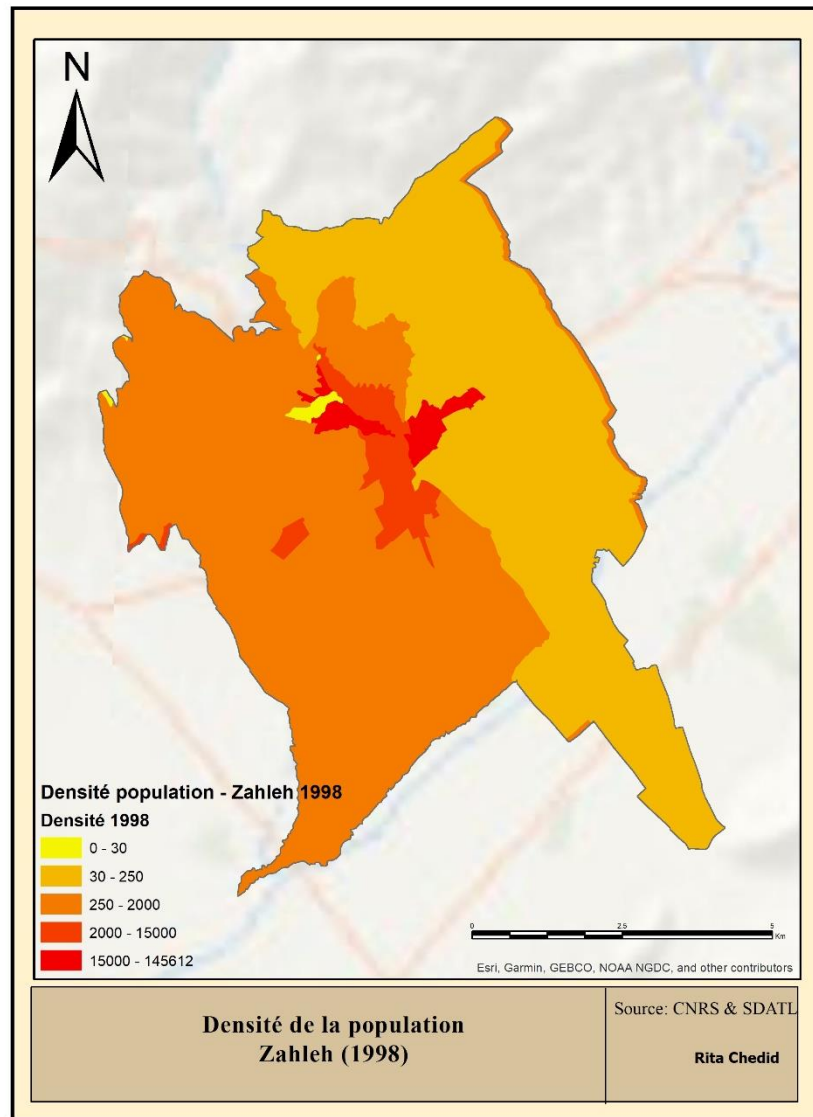 N
Densité population - Zahleh 1998
Densité 1998
0 - 30
30 - 250
250 - 2000
2000 - 15000
15000 - 145612
0 2.5 5
Km
Esri, Garmin, GEBCO, NOAA NGDC, and other contributors
Densité de la population
Zahleh (1998)
Source: CNRS & SDATL
Rita Chedid